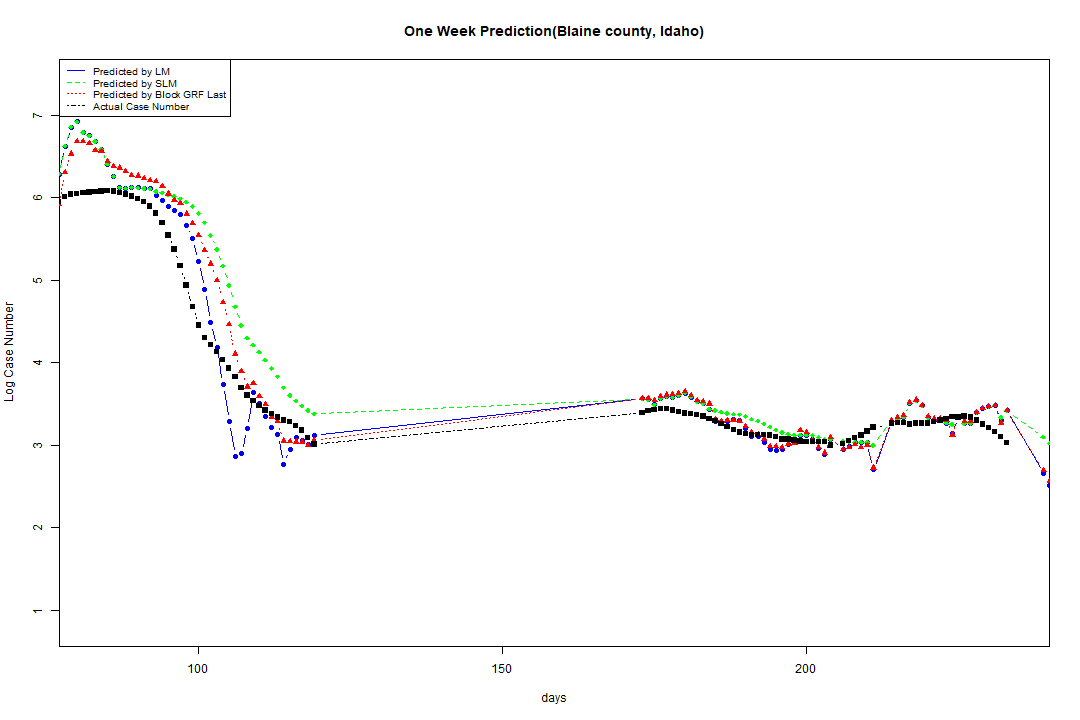 One Week Prediction(Blaine county, Idaho)
Predicted by LM
Predicted by SLM
Predicted by Block GRF Last
Actual Case Number
7
6
5
4
3
2
1
Log Case Number
100 150 200
days